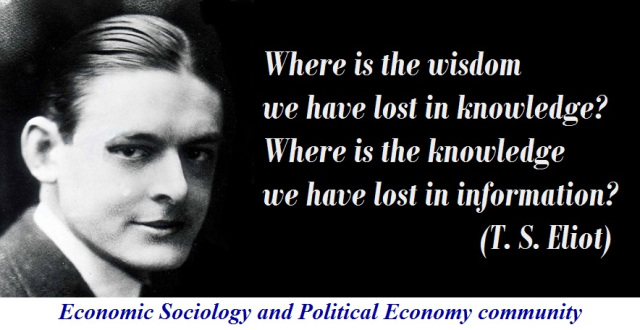 Where is the wisdom
we have lost in knowledge?
Where is the knowledge
we have lost in information?
(T. S. Eliot)
Economic Sociology and Political Economy community